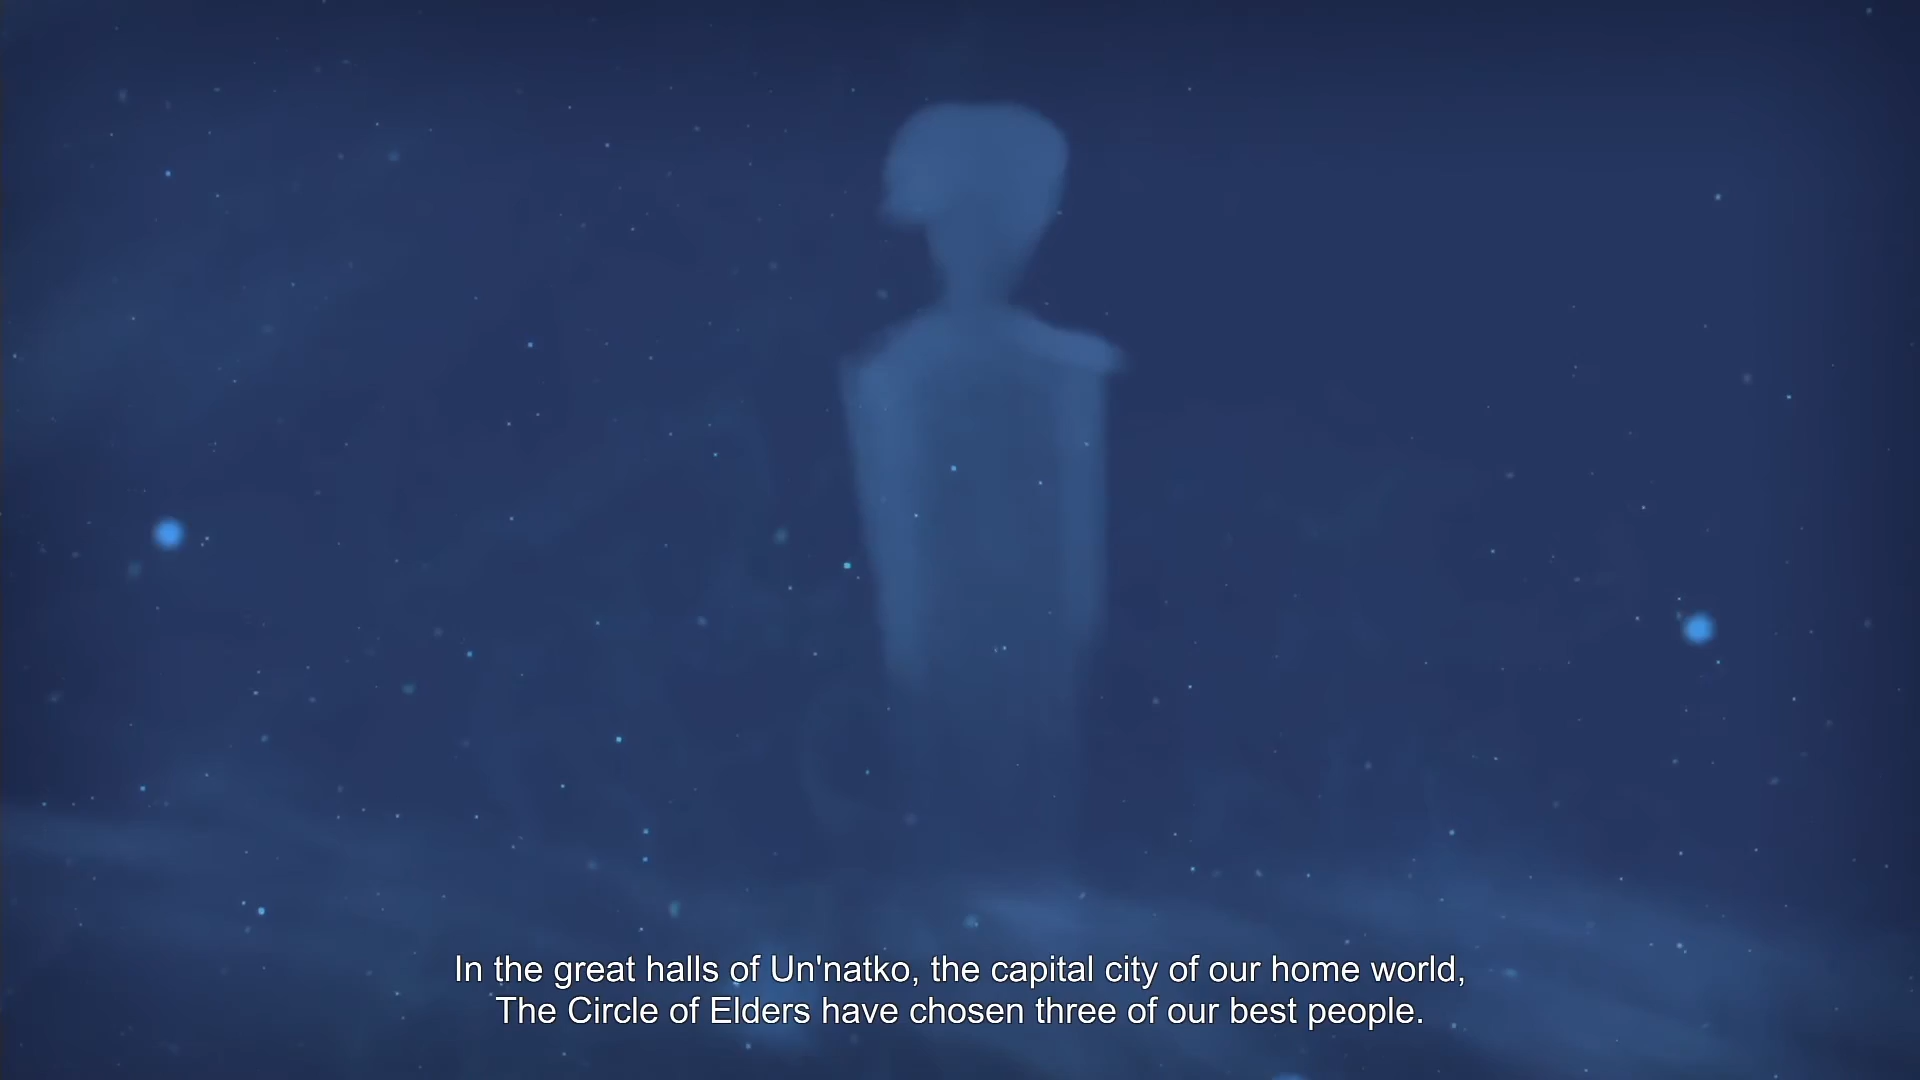 In the great halls of Un'natko, the capital city of our home world,
The Circle of Elders have chosen three of our best people.